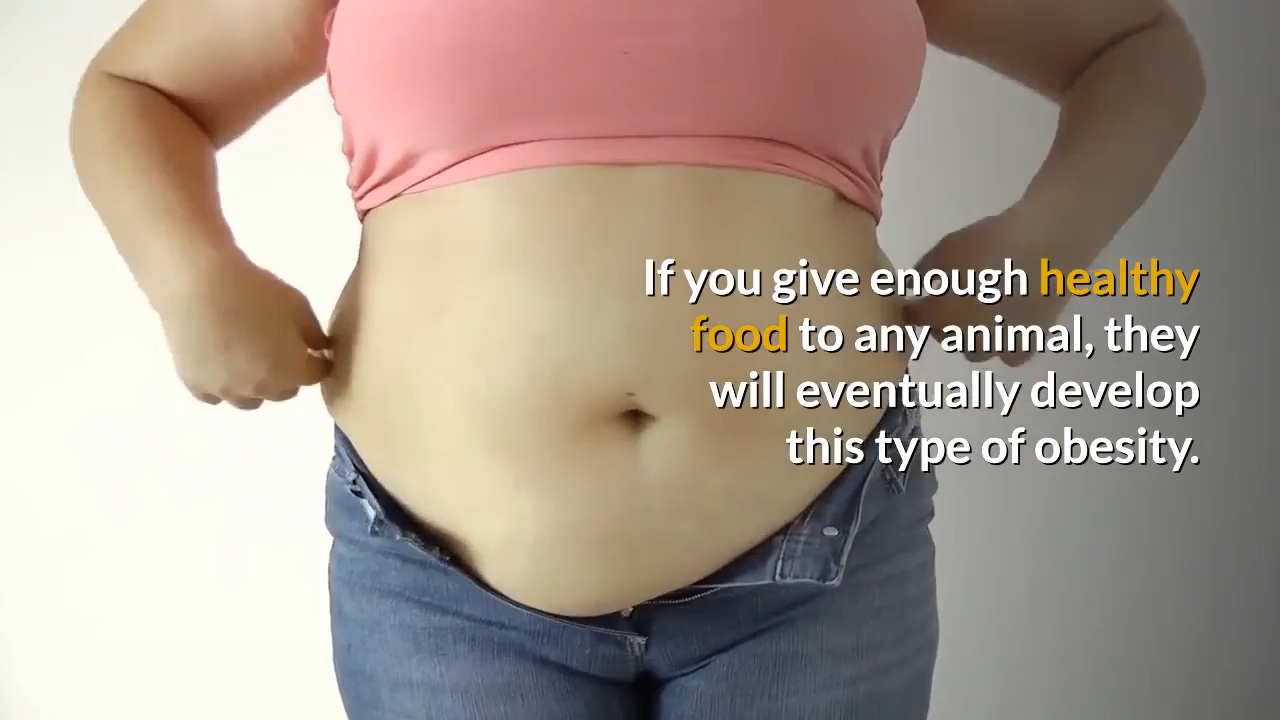 If you give enough healthy
food to any animal, they
will eventually develop
this type of obesity.